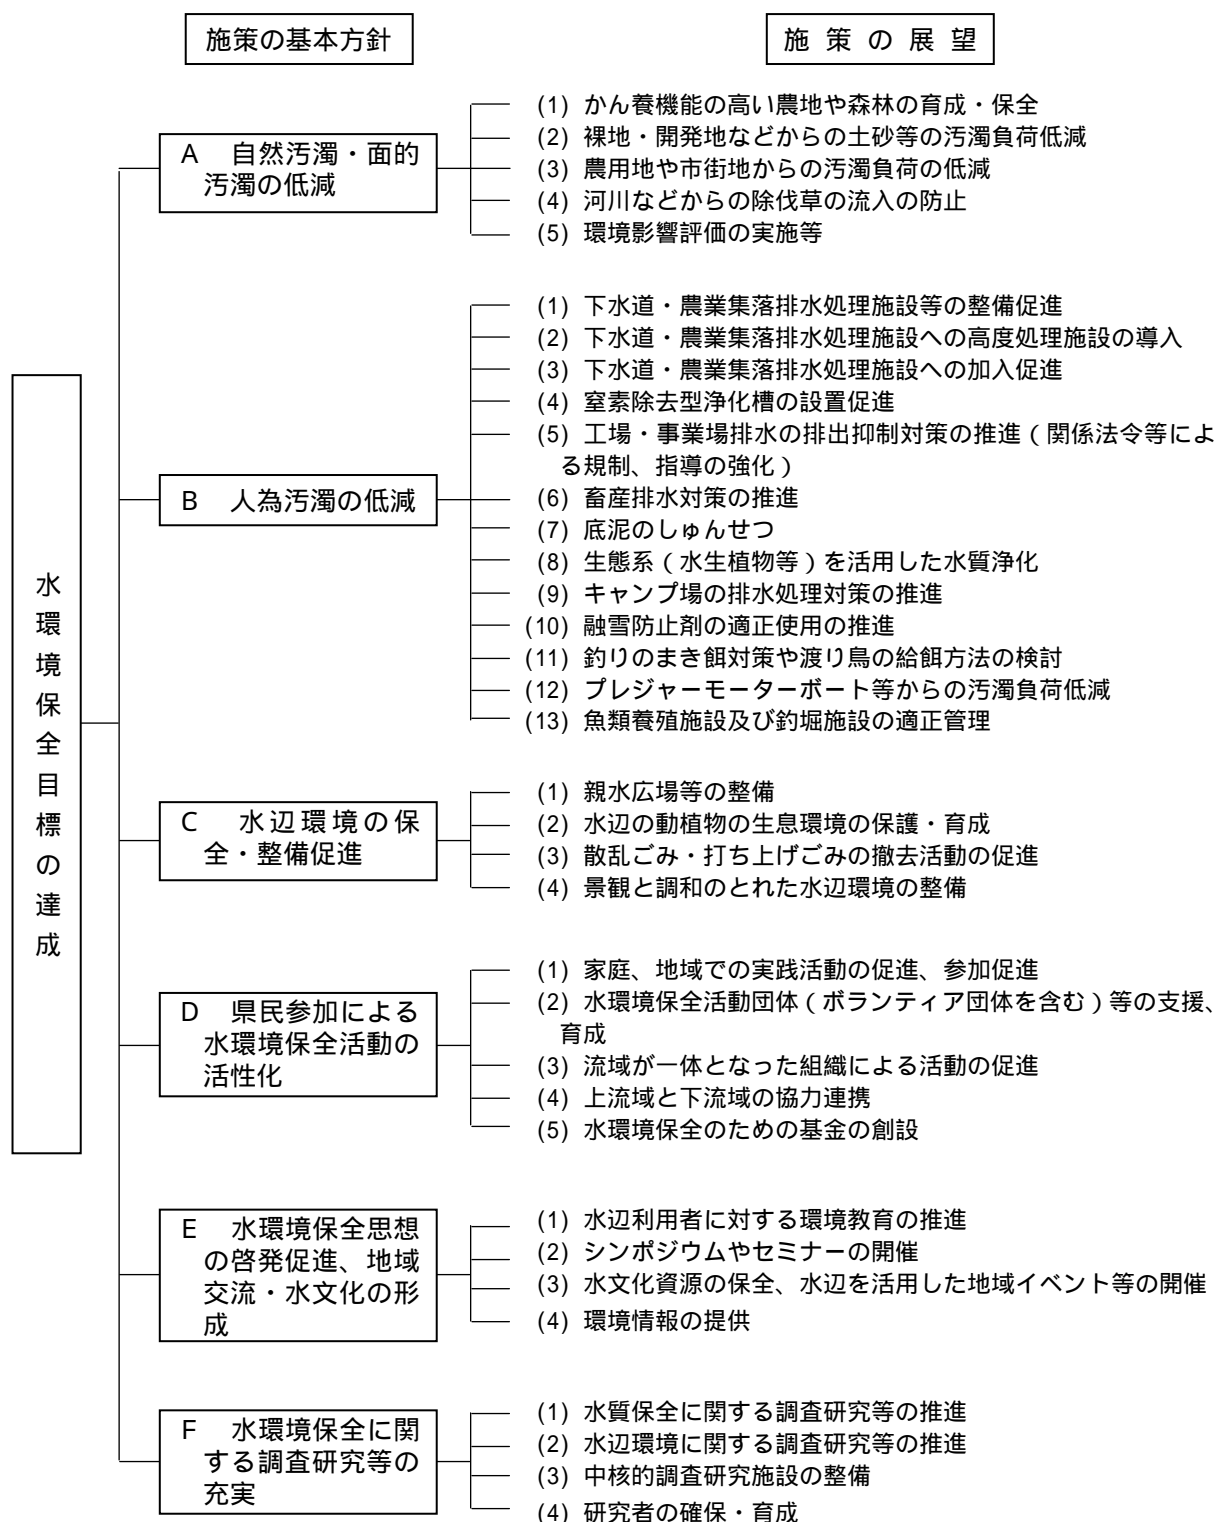 施策の基本方針
施策の展望
水環境保全目標の達成
A 自然汚濁・面的
汚濁の低減
(1) かん養機能の高い農地や森林の育成・保全
(2) 裸地・開発地などからの土砂等の汚濁負荷低減
(3) 農用地や市街地からの汚濁負荷の低減
(4) 河川などからの除伐草の流入の防止
(5) 環境影響評価の実施等
B 人為汚濁の低減
(1) 下水道・農業集落排水処理施設等の整備促進
(2) 下水道・農業集落排水処理施設への高度処理施設の導入
(3) 下水道・農業集落排水処理施設への加入促進
(4) 窒素除去型浄化槽の設置促進
(5) 工場・事業場排水の排出抑制対策の推進（関係法令等によ
る規制、指導の強化）
(6) 畜産排水対策の推進
(7) 底泥のしゅんせつ
(8) 生態系（水生植物等）を活用した水質浄化
(9) キャンプ場の排水処理対策の推進
(10) 融雪防止剤の適正使用の推進
(11) 釣りのまき餌対策や渡り鳥の給餌方法の検討
(12) プレジャーモーターボート等からの汚濁負荷低減
(13) 魚類養殖施設及び釣堀施設の適正管理
C 水辺環境の保
全・整備促進
(1) 親水広場等の整備
(2) 水辺の動植物の生息環境の保護・育成
(3) 散乱ごみ・打ち上げごみの撤去活動の促進
(4) 景観と調和のとれた水辺環境の整備
D 県民参加による
水環境保全活動の
活性化
(1) 家庭、地域での実践活動の促進、参加促進
(2) 水環境保全活動団体（ボランティア団体を含む）等の支援、
育成
(3) 流域が一体となった組織による活動の促進
(4) 上流域と下流域の協力連携
(5) 水環境保全のための基金の創設
E 水環境保全思想
の啓発促進、地域
交流・水文化の形
成
(1) 水辺利用者に対する環境教育の推進
(2) シンポジウムやセミナーの開催
(3) 水文化資源の保全、水辺を活用した地域イベント等の開催
(4) 環境情報の提供
F 水環境保全に関
する調査研究等の
充実
(1) 水質保全に関する調査研究等の推進
(2) 水辺環境に関する調査研究等の推進
(3) 中核的調査研究施設の整備
(4) 研究者の確保・育成